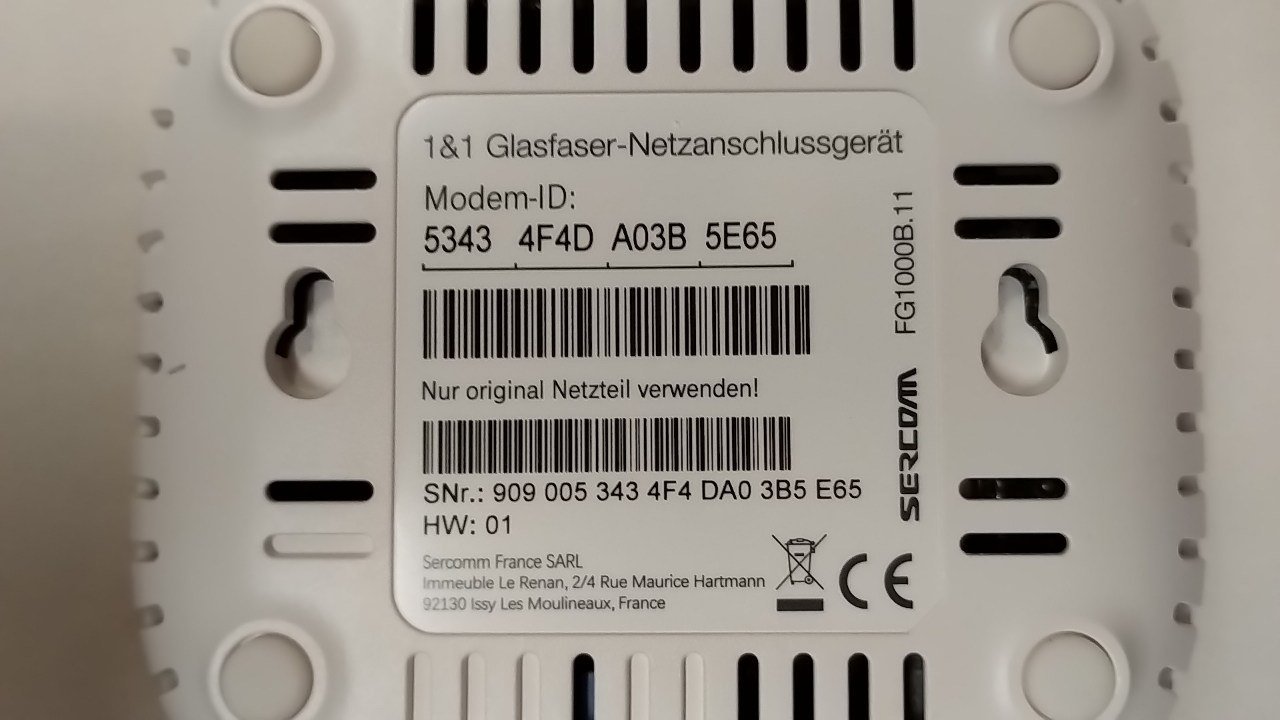 1&1 Glasfaser-Netzanschlussgerät
Modem-ID:
5343 4F4D A03B 5E65
Nur original Netzteil verwenden!
SNr.: 909 005 343 4F4 DA0 3B5 E65
HW: 01
Sercomm France SARL
Immeuble Le Renan, 2/4 Rue Maurice Hartmann
92130 Issy Les Moulineaux, France
CE
FG1000B.11
SERCOMM